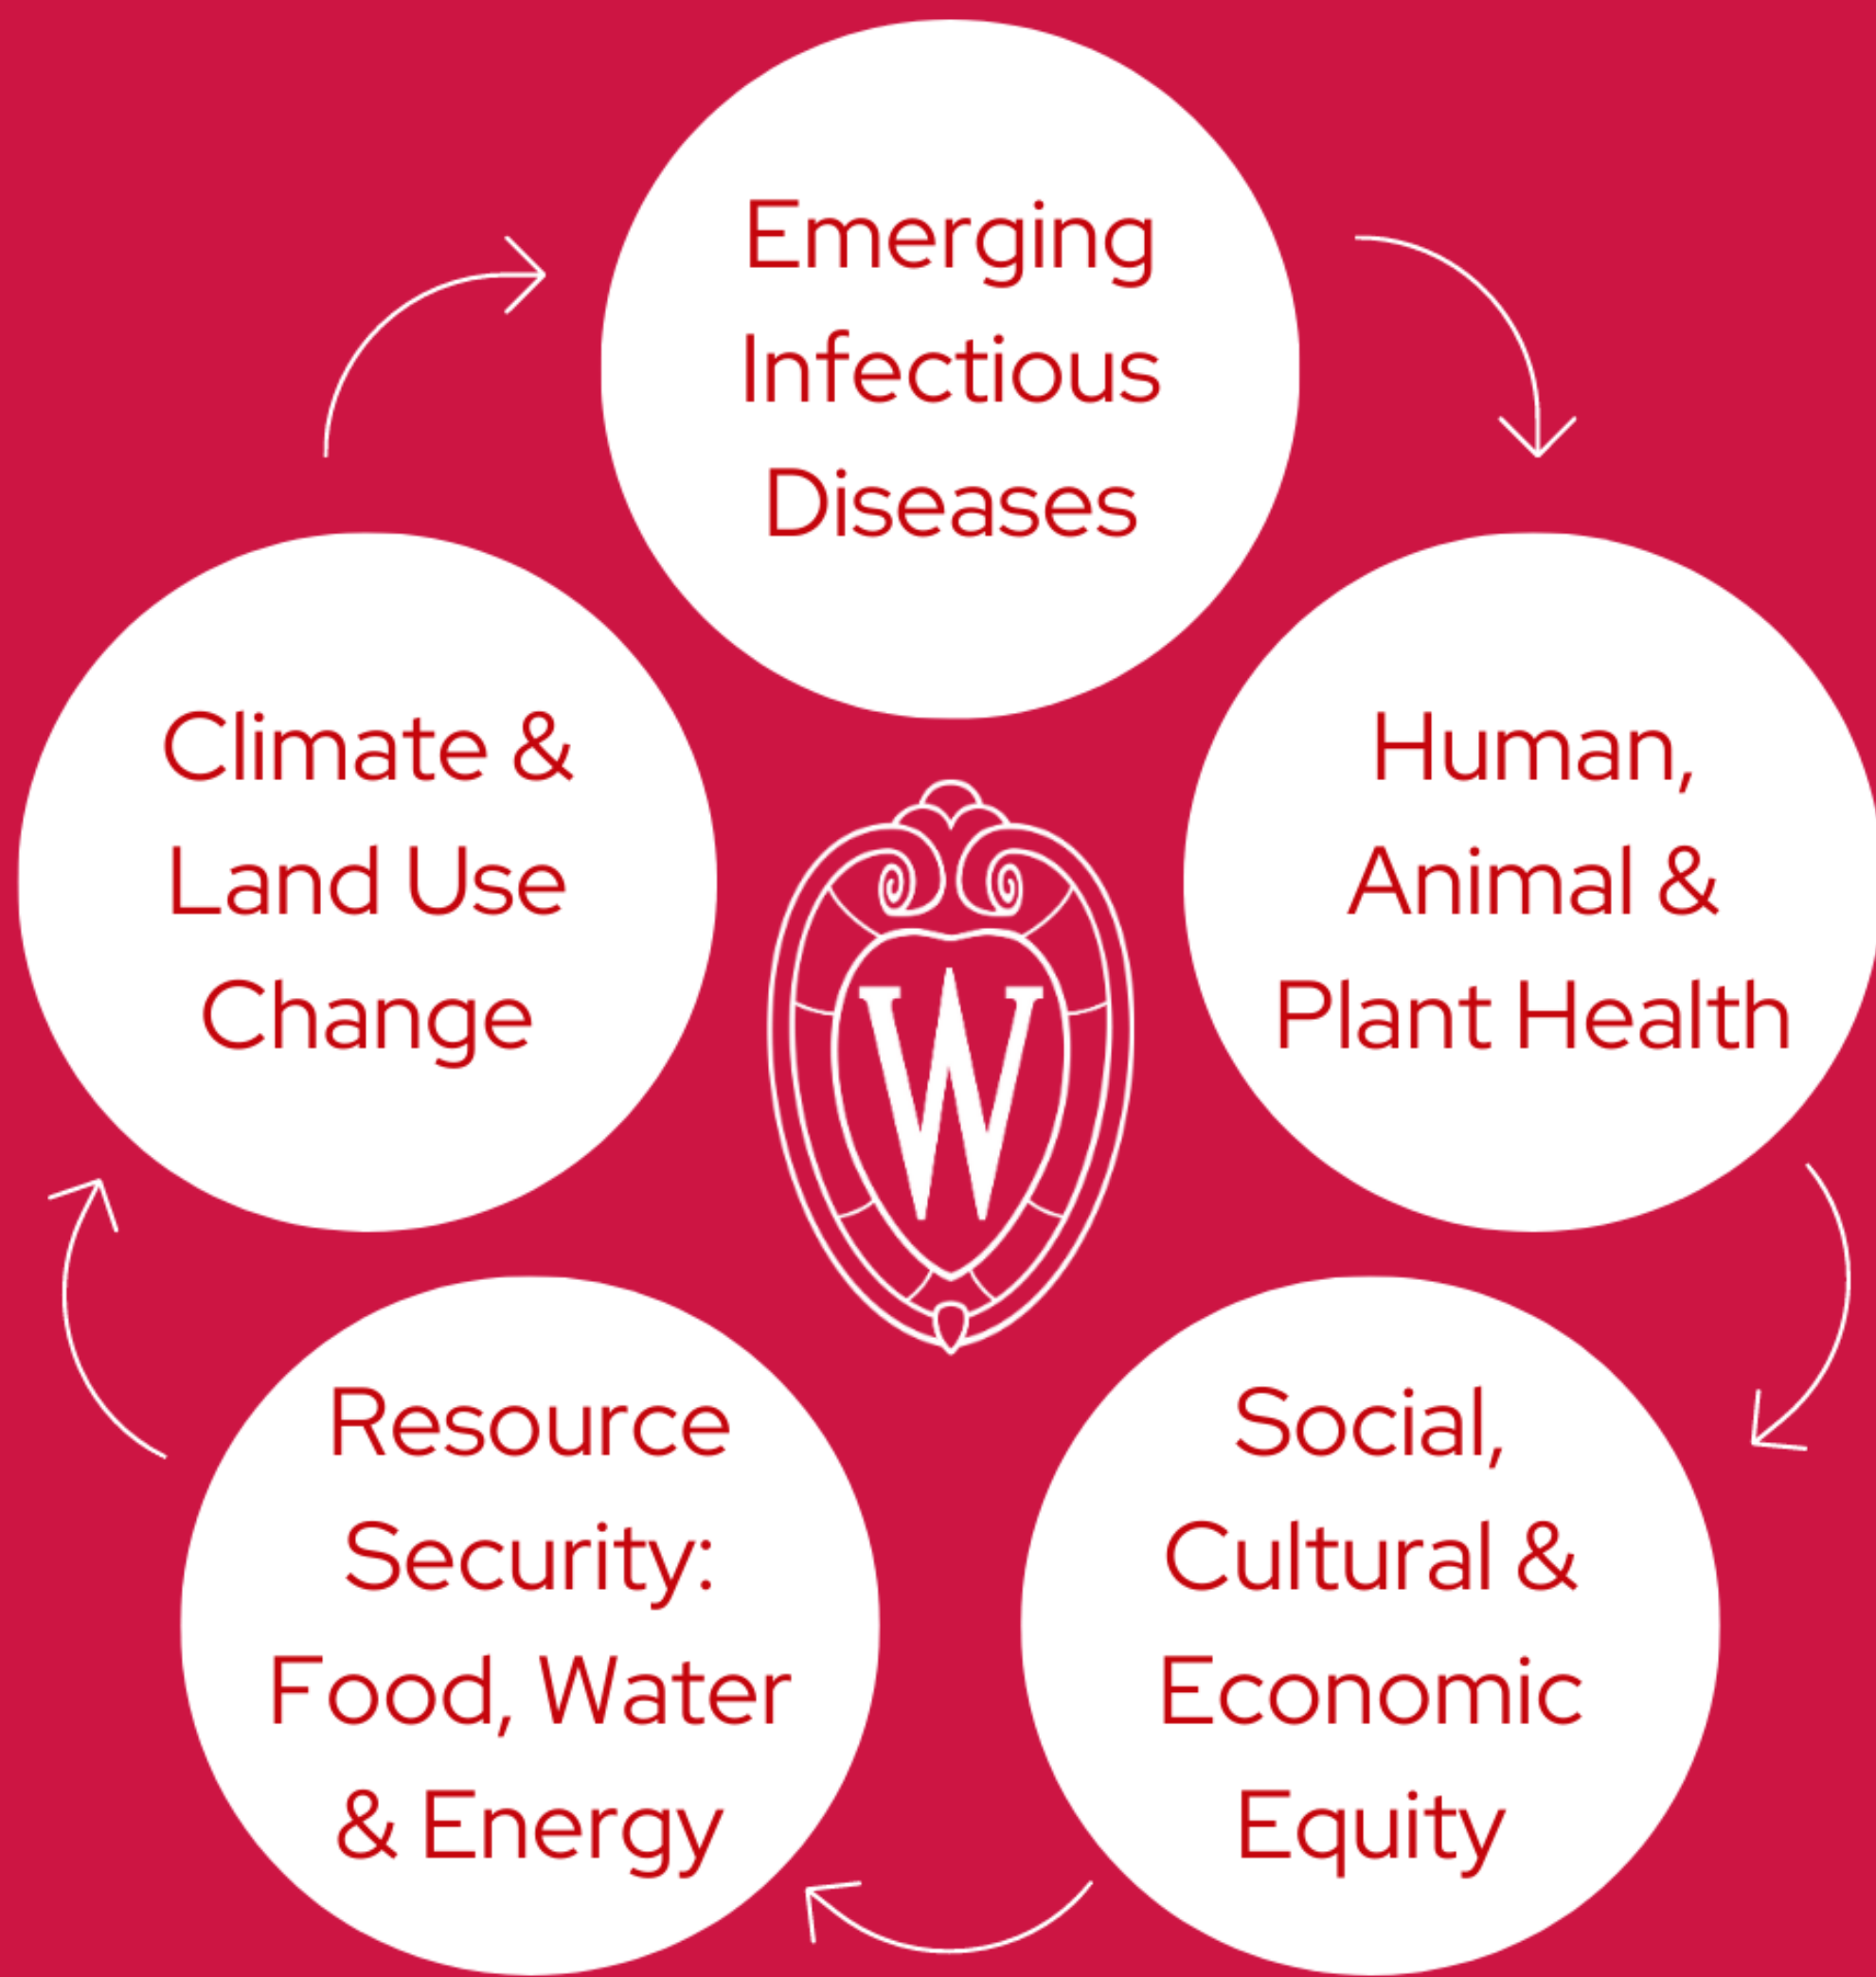 Emerging
Infectious
Diseases
Human,
Animal &
Plant Health
Social,
Cultural &
Economic
Equity
Resource
Security:
Food, Water
& Energy
Climate &
Land Use
Change
W